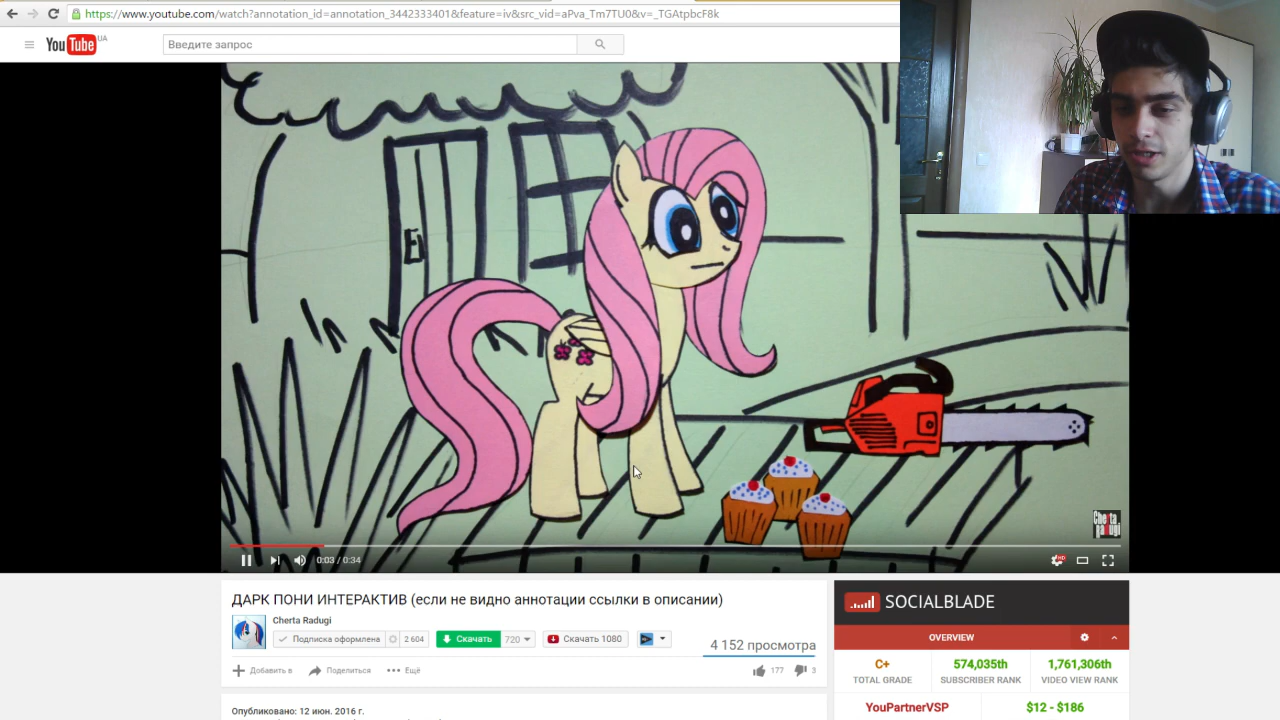 https://www.youtube.com/watch?annotation_id=annotation_3442333401&feature=iv&src_vid=aPva_Tm7TU0&v=_TGAtpbcF8k
YouTube UA
Введите запрос
Cherta
Radugi
0:03 / 0:34
HD
ДАРК ПОНИ ИНТЕРАКТИВ (если не видно аннотации ссылки в описании)
Cherta Radugi
Подписка оформлена 2 604 Скачать 720 Скачать 1080
4 152 просмотра
Добавить в Поделиться Ещё 177 3
Опубликовано: 12 июн. 2016 г.
SOCIALBLADE
OVERVIEW
C+ 574,035th 1,761,306th
TOTAL GRADE SUBSCRIBER RANK VIDEO VIEW RANK
YouPartnerVSP $12 - $186